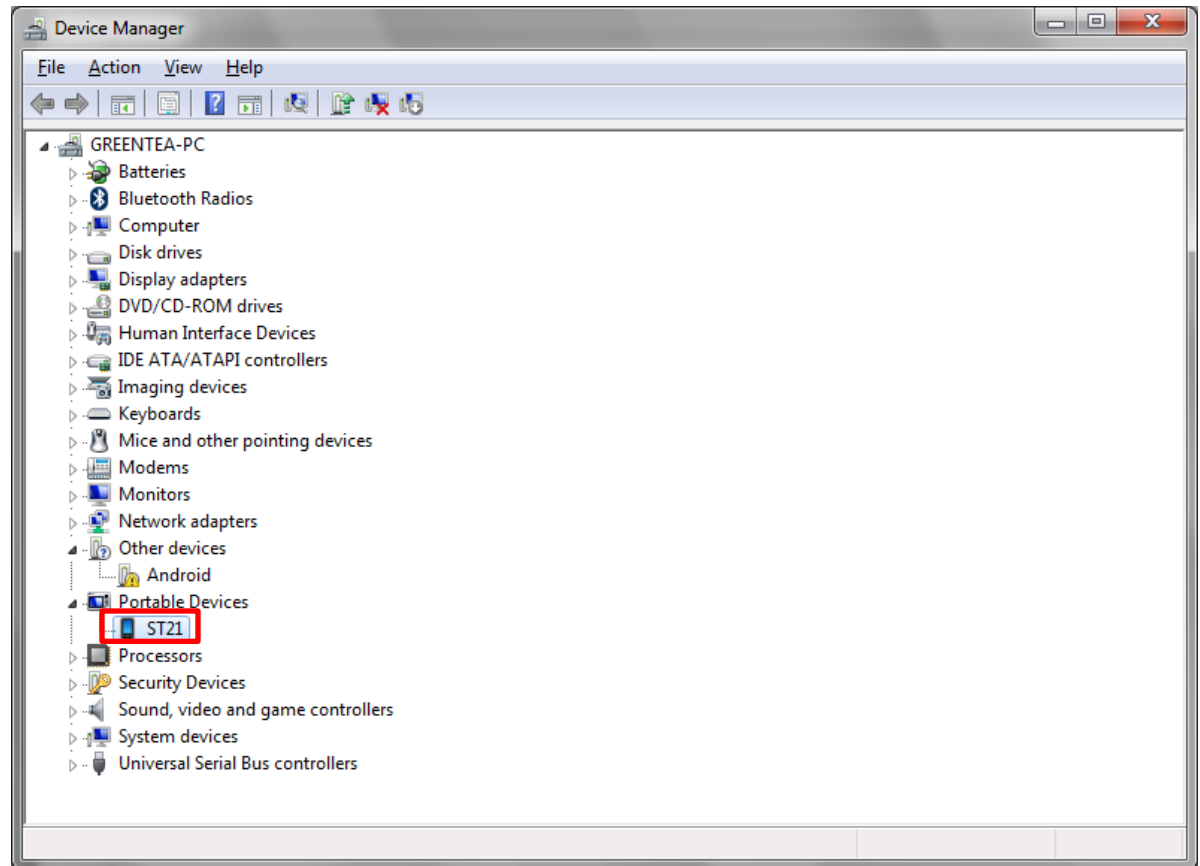 Device Manager
File Action View Help
GREENTEA-PC
Batteries
Bluetooth Radios
Computer
Disk drives
Display adapters
DVD/CD-ROM drives
Human Interface Devices
IDE ATA/ATAPI controllers
Imaging devices
Keyboards
Mice and other pointing devices
Modems
Monitors
Network adapters
Other devices
Android
Portable Devices
ST21
Processors
Security Devices
Sound, video and game controllers
System devices
Universal Serial Bus controllers